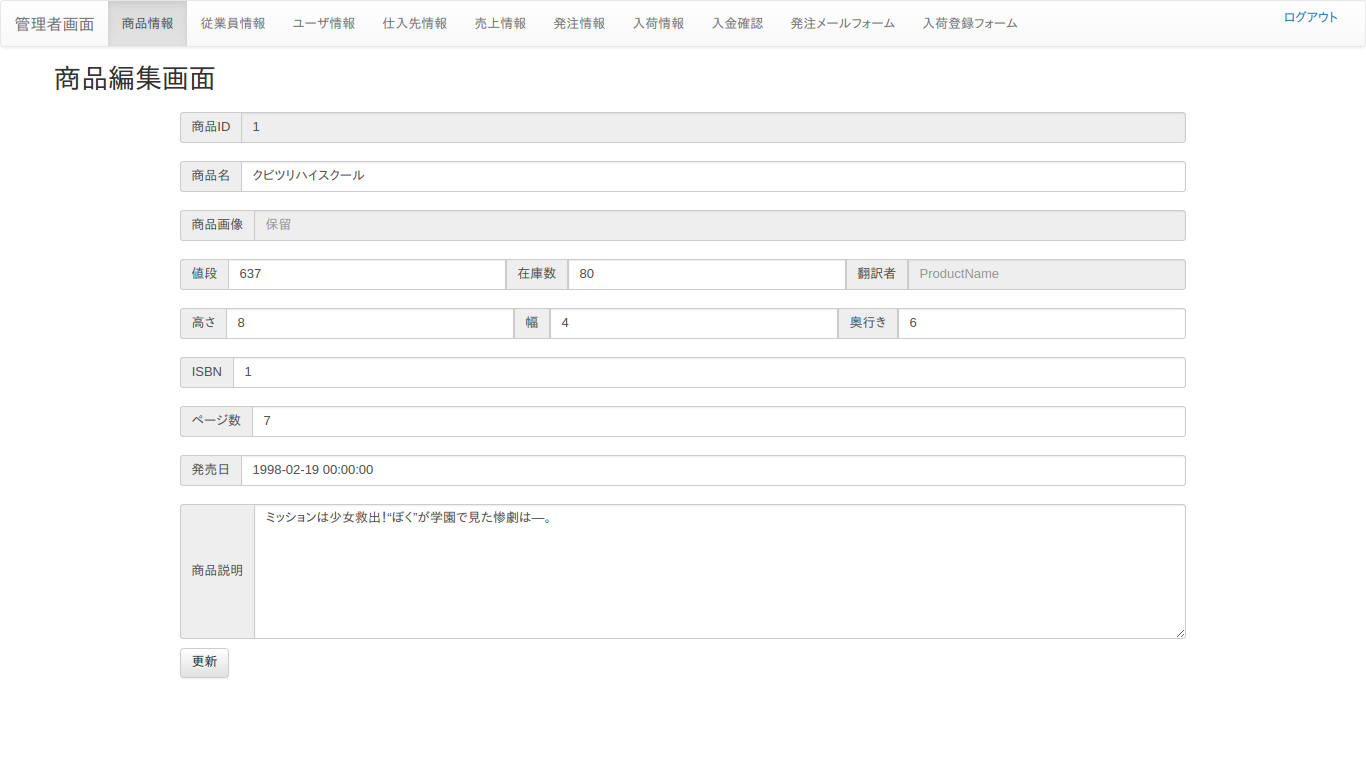 管理者画面 商品情報 従業員情報 ユーザ情報 仕入先情報 売上情報 発注情報 入荷情報 入金確認 発注メールフォーム 入荷登録フォーム ログアウト
商品編集画面
商品ID 1
商品名 クビツリハイスクール
商品画像 保留
値段 637 在庫数 80 翻訳者 ProductName
高さ 8 幅 4 奥行き 6
ISBN 1
ページ数 7
発売日 1998-02-19 00:00:00
ミッションは少女救出！“ぼく”が学園で見た惨劇は―。
商品説明
更新